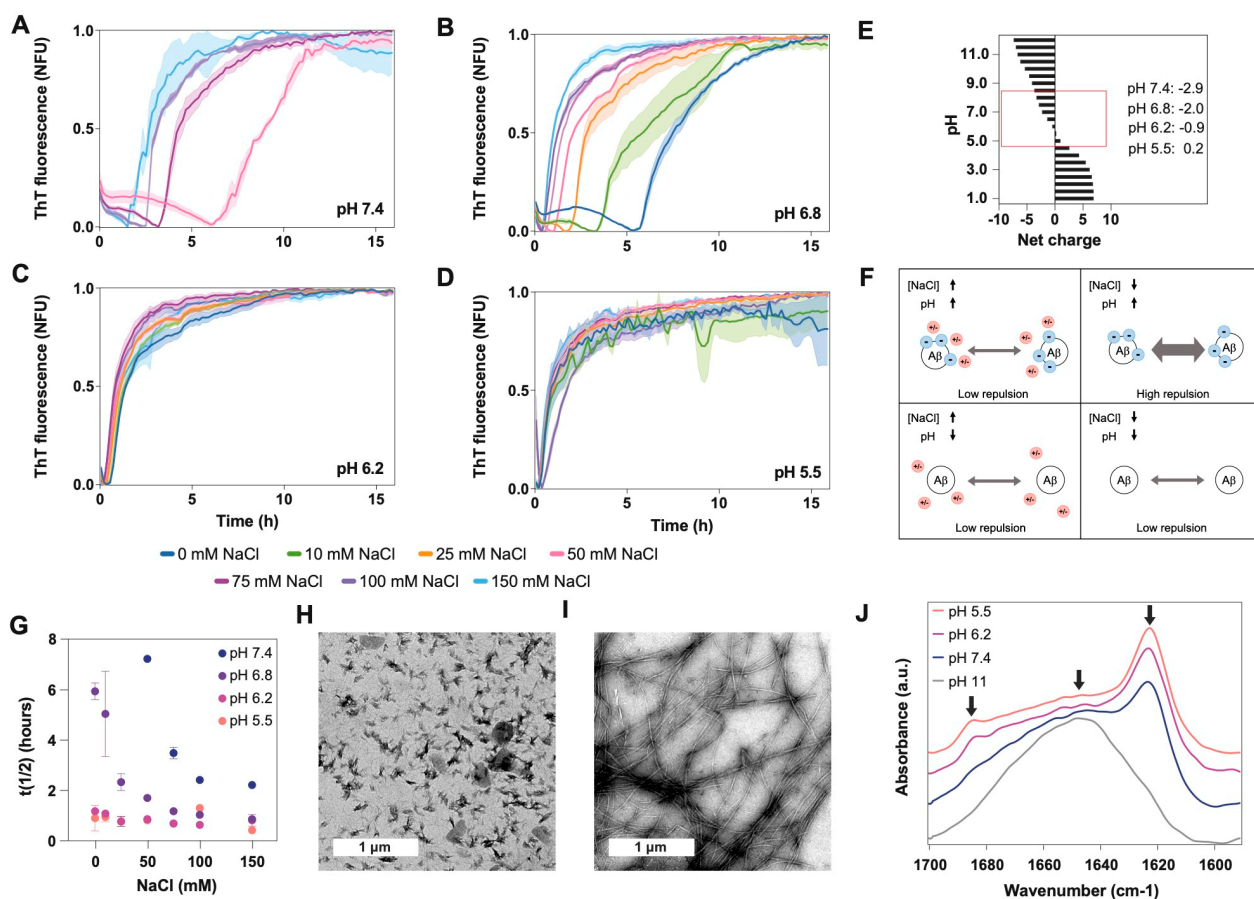 A
ThT fluorescence (NFU)
1.0
0.5
0.0
0
5
10
15
pH 7.4
B
ThT fluorescence (NFU)
1.0
0.5
0.0
0
5
10
15
pH 6.8
E
pH
11.0
9.0
7.0
5.0
3.0
1.0
-10 -5 0 5 10
Net charge
pH 7.4: -2.9
pH 6.8: -2.0
pH 6.2: -0.9
pH 5.5: 0.2
C
ThT fluorescence (NFU)
1.0
0.5
0.0
0
5
10
15
pH 6.2
Time (h)
D
ThT fluorescence (NFU)
1.0
0.5
0.0
0
5
10
15
pH 5.5
Time (h)
0 mM NaCl 10 mM NaCl 25 mM NaCl 50 mM NaCl
75 mM NaCl 100 mM NaCl 150 mM NaCl
F
[NaCl] ↑
pH ↑
+/- +/- +/- +/- +/- +/-
- - - - - -
Aβ Aβ
Low repulsion
[NaCl] ↓
pH ↑
- - - - - -
Aβ Aβ
High repulsion
[NaCl] ↑
pH ↓
+/- +/- +/- +/- +/- +/-
Aβ Aβ
Low repulsion
[NaCl] ↓
pH ↓
Aβ Aβ
Low repulsion
G
t(1/2) (hours)
8
6
4
2
0
0 50 100 150
NaCl (mM)
pH 7.4
pH 6.8
pH 6.2
pH 5.5
H
1 µm
I
1 µm
J
Absorbance (a.u.)
pH 5.5
pH 6.2
pH 7.4
pH 11
1700 1680 1660 1640 1620 1600
Wavenumber (cm-1)